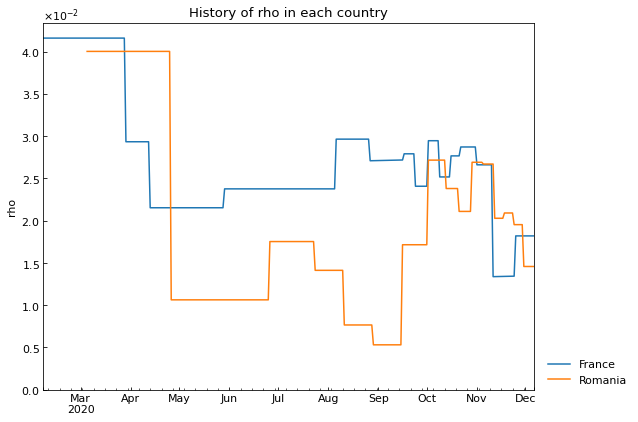 History of rho in each country
×10⁻²
4.0
3.5
3.0
2.5
2.0
1.5
1.0
0.5
0.0
rho
Mar Apr May Jun Jul Aug Sep Oct Nov Dec
2020
France
Romania